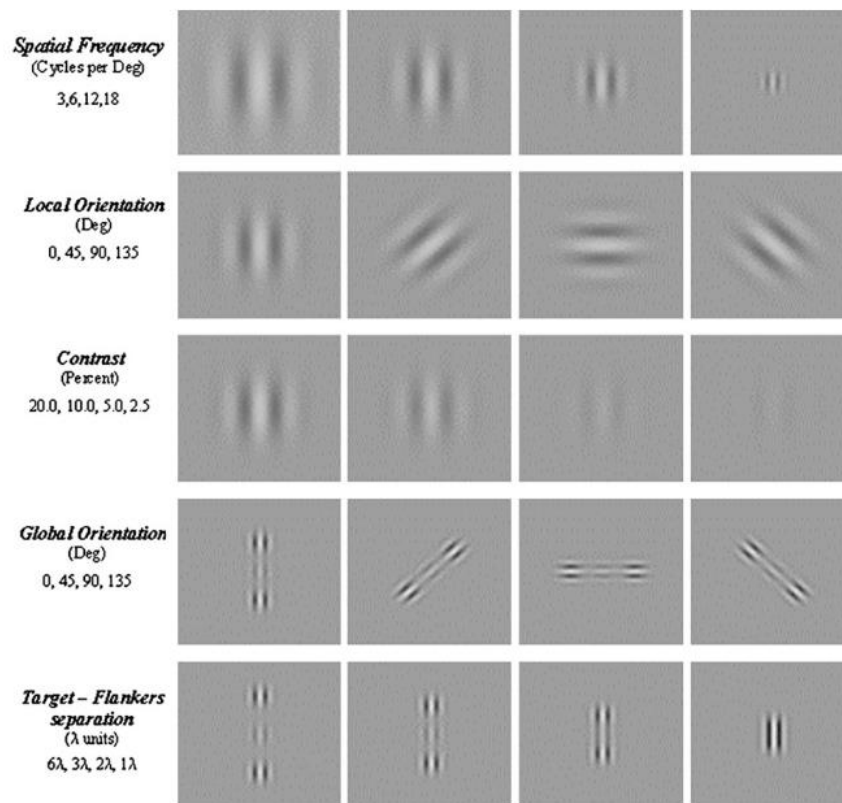 Spatial Frequency
(Cycles per Deg)
3,6,12,18
Local Orientation
(Deg)
0, 45, 90, 135
Contrast
(Percent)
20.0, 10.0, 5.0, 2.5
Global Orientation
(Deg)
0, 45, 90, 135
Target – Flankers
separation
(λ units)
6λ, 3λ, 2λ, 1λ